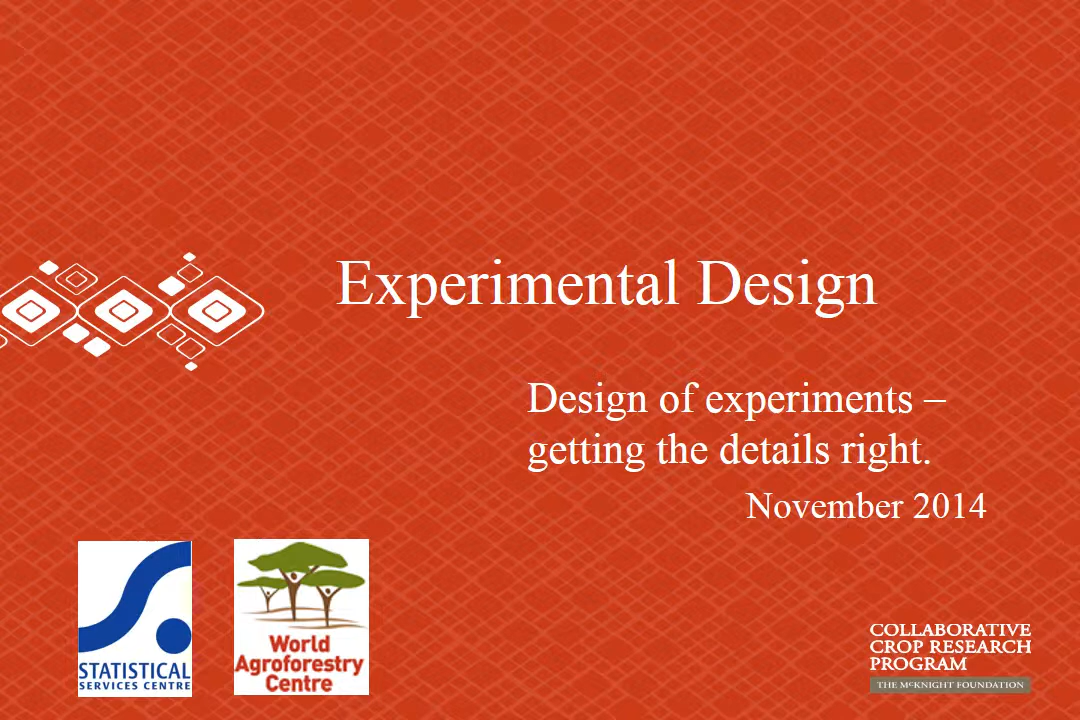 Experimental Design
Design of experiments –
getting the details right.
November 2014
STATISTICAL
SERVICES CENTRE
World
Agroforestry
Centre
COLLABORATIVE
CROP RESEARCH
PROGRAM
THE McKNIGHT FOUNDATION